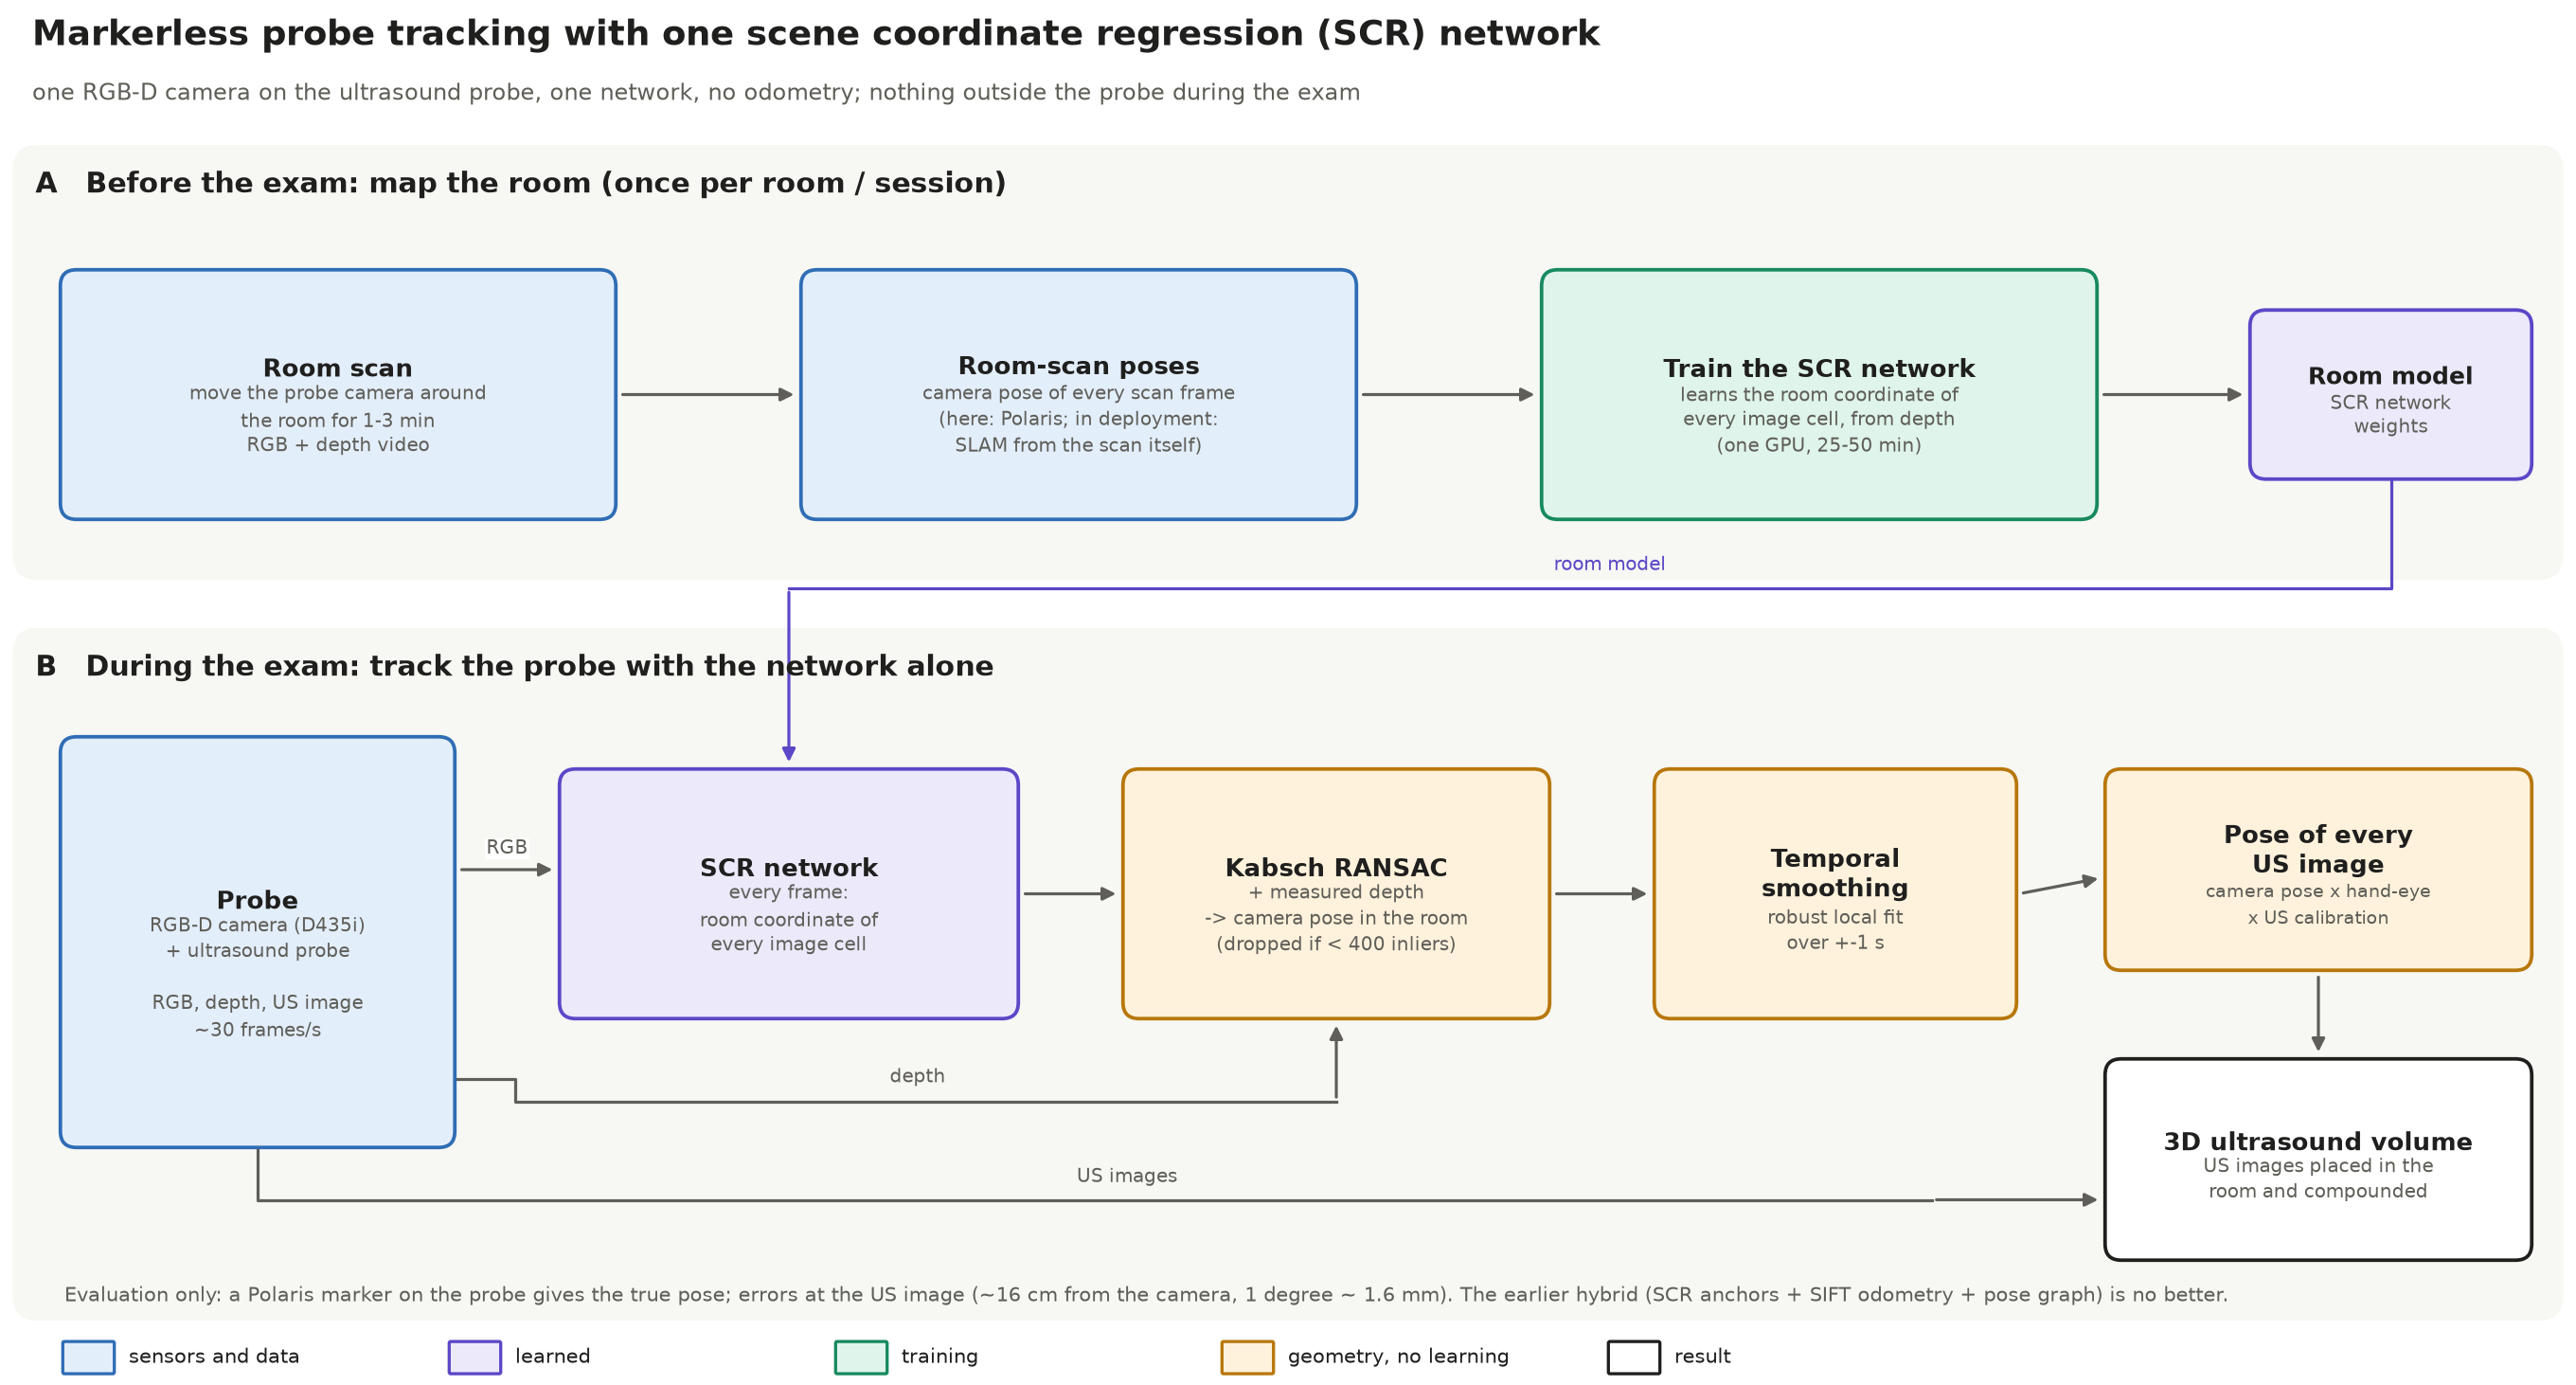 Markerless probe tracking with one scene coordinate regression (SCR) network
one RGB-D camera on the ultrasound probe, one network, no odometry; nothing outside the probe during the exam
A Before the exam: map the room (once per room / session)
Room scan
move the probe camera around
the room for 1-3 min
RGB + depth video
Room-scan poses
camera pose of every scan frame
(here: Polaris; in deployment:
SLAM from the scan itself)
Train the SCR network
learns the room coordinate of
every image cell, from depth
(one GPU, 25-50 min)
Room model
SCR network
weights
room model
B During the exam: track the probe with the network alone
Probe
RGB-D camera (D435i)
+ ultrasound probe
RGB, depth, US image
~30 frames/s
RGB
SCR network
every frame:
room coordinate of
every image cell
Kabsch RANSAC
+ measured depth
-> camera pose in the room
(dropped if < 400 inliers)
Temporal
smoothing
robust local fit
over +-1 s
Pose of every
US image
camera pose x hand-eye
x US calibration
depth
US images
3D ultrasound volume
US images placed in the
room and compounded
Evaluation only: a Polaris marker on the probe gives the true pose; errors at the US image (~16 cm from the camera, 1 degree ~ 1.6 mm). The earlier hybrid (SCR anchors + SIFT odometry + pose graph) is no better.
sensors and data
learned
training
geometry, no learning
result